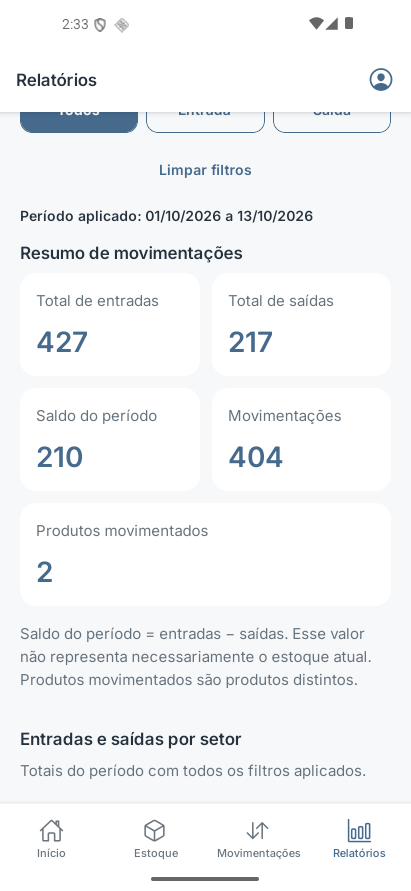 2:33
Relatórios
Todos
Entrada
Saída
Limpar filtros
Período aplicado: 01/10/2026 a 13/10/2026
Resumo de movimentações
Total de entradas
427
Total de saídas
217
Saldo do período
210
Movimentações
404
Produtos movimentados
2
Saldo do período = entradas − saídas. Esse valor
não representa necessariamente o estoque atual.
Produtos movimentados são produtos distintos.
Entradas e saídas por setor
Totais do período com todos os filtros aplicados.
Início
Estoque
Movimentações
Relatórios